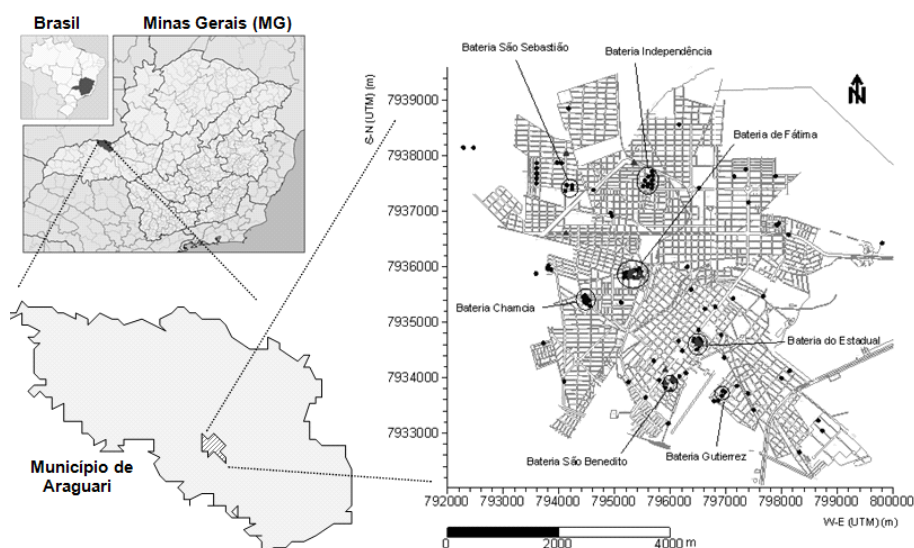 Brasil
Minas Gerais (MG)
Município de
Araguari
Bateria São Sebastião
Bateria Independência
Bateria de Fátima
Bateria Chamcia
Bateria do Estadual
Bateria São Benedito
Bateria Gutierrez
N
S-N (UTM) (m)
7939000
7938000
7937000
7936000
7935000
7934000
7933000
792000 793000 794000 795000 796000 797000 798000 799000 800000
W-E (UTM) (m)
0 2000 4000 m